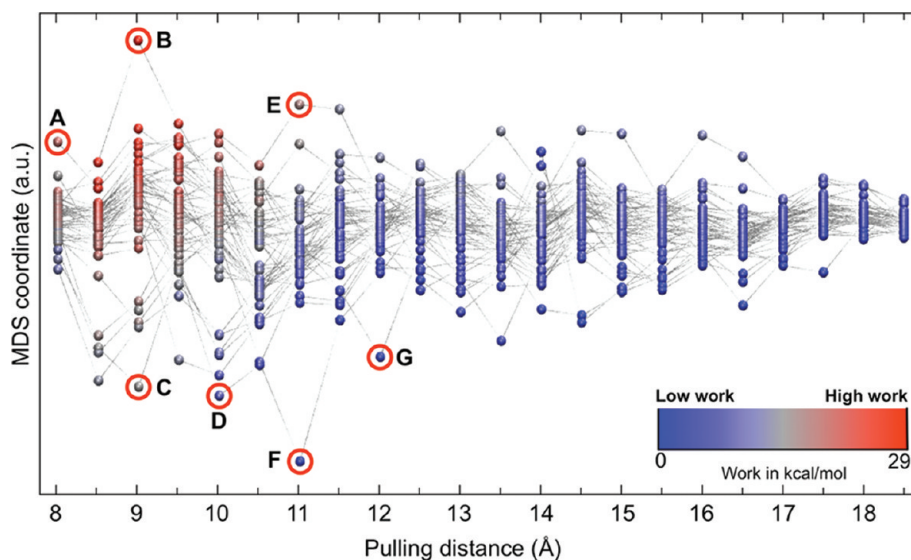 B
A
E
G
C
D
F
MDS coordinate (a.u.)
Low work High work
0 29
Work in kcal/mol
8 9 10 11 12 13 14 15 16 17 18
Pulling distance (Å)